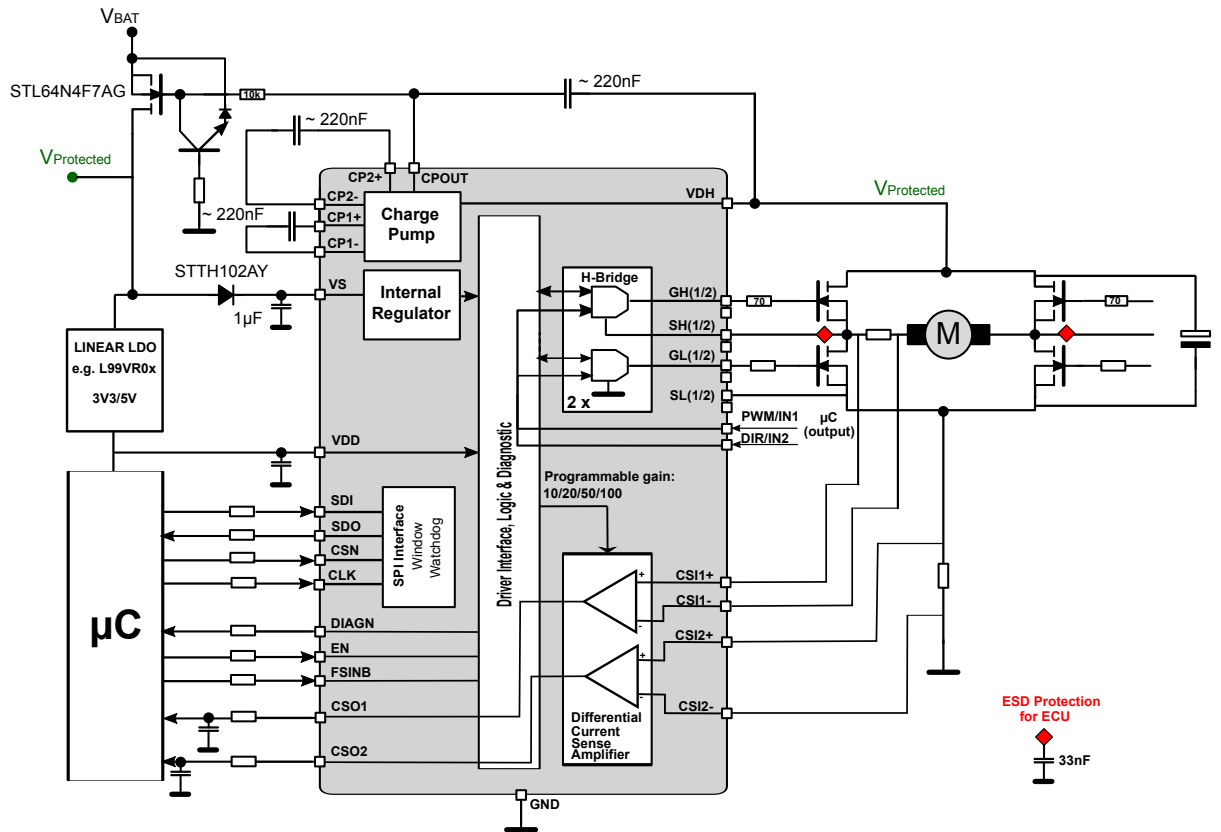 VBAT
STL64N4F7AG
10k
~ 220nF
~ 220nF
VProtected
~ 220nF
CP2+
CPOUT
CP2-
CP1+
CP1-
Charge
Pump
VDH
VProtected
STTH102AY
1µF
VS
Internal
Regulator
H-Bridge
2 x
GH(1/2)
SH(1/2)
GL(1/2)
SL(1/2)
70
70
M
LINEAR LDO
e.g. L99VR0x
3V3/5V
PWM/IN1
DIR/IN2
µC
(output)
VDD
Driver Interface, Logic & Diagnostic
Programmable gain:
10/20/50/100
SDI
SDO
CSN
CLK
SPI Interface
Window
Watchdog
µC
DIAGN
EN
FSINB
CSO1
CSO2
+
-
+
-
CSI1+
CSI1-
CSI2+
CSI2-
Differential
Current
Sense
Amplifier
GND
ESD Protection
for ECU
33nF